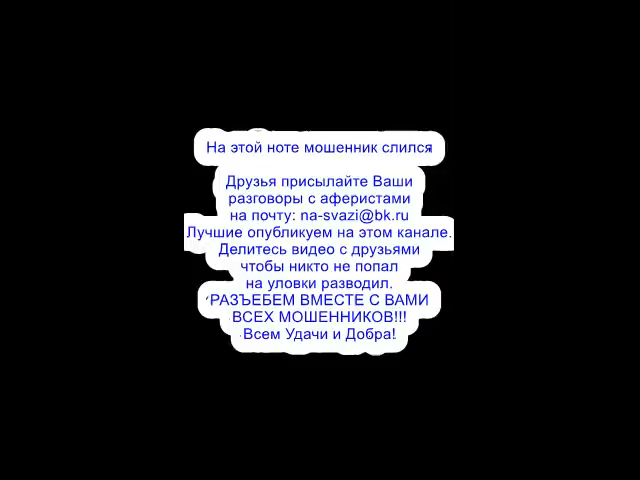 На этой ноте мошенник слился
Друзья присылайте Ваши
разговоры с аферистами
на почту: na-svazi@bk.ru
Лучшие опубликуем на этом канале.
Делитесь видео с друзьями
чтобы никто не попал
на уловки разводил.
РАЗЪЕБЕМ ВМЕСТЕ С ВАМИ
ВСЕХ МОШЕННИКОВ!!!
Всем Удачи и Добра!